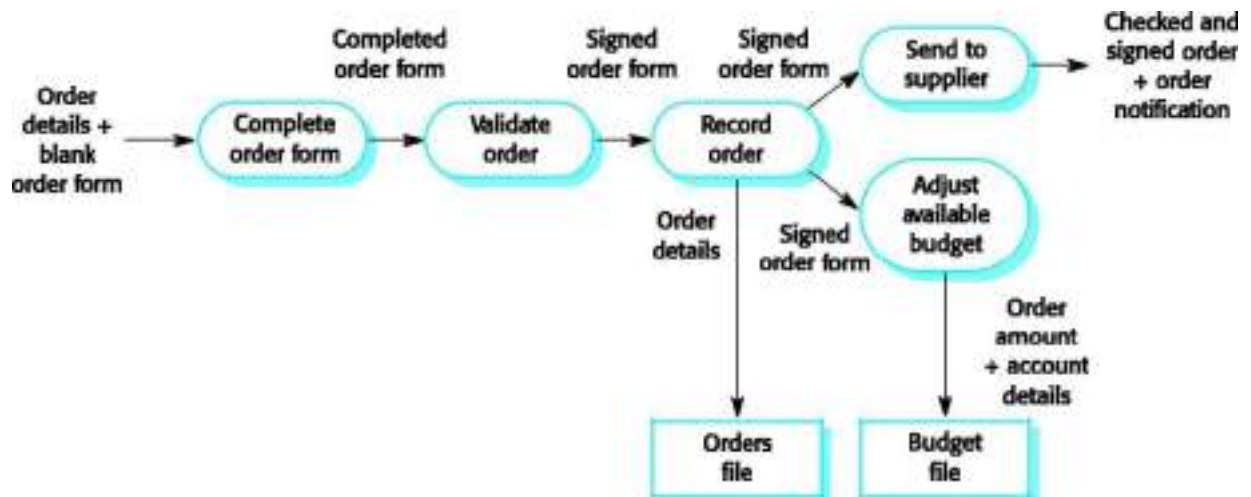 Order
details +
blank
order form
Complete
order form
Completed
order form
Validate
order
Signed
order form
Record
order
Signed
order form
Send to
supplier
Checked and
signed order
+ order
notification
Order
details
Signed
order form
Adjust
available
budget
Order
amount
+ account
details
Orders
file
Budget
file